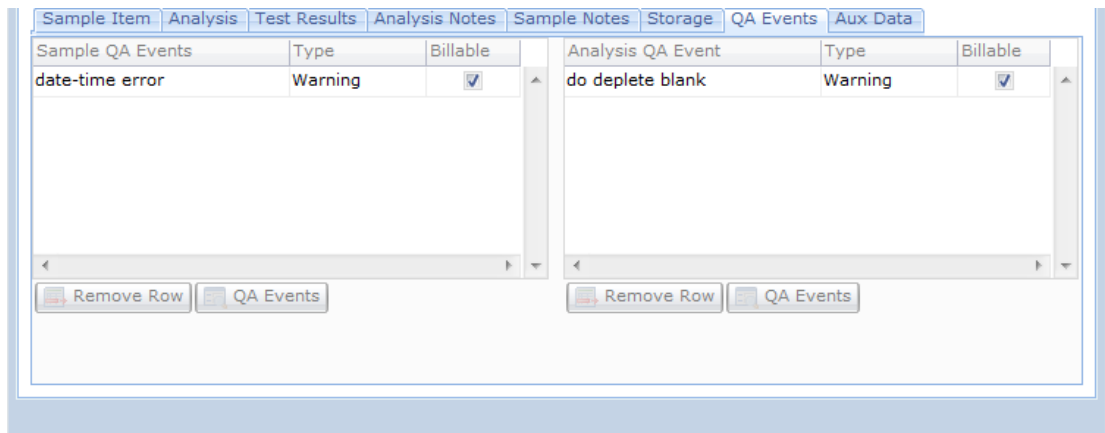 Sample Item Analysis Test Results Analysis Notes Sample Notes Storage QA Events Aux Data
Sample QA Events Type Billable
date-time error Warning
Remove Row QA Events
Analysis QA Event Type Billable
do deplete blank Warning
Remove Row QA Events